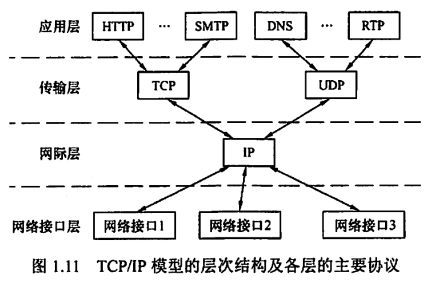 应用层 HTTP … SMTP DNS … RTP
传输层 TCP UDP
网际层 IP
网络接口层 网络接口1 网络接口2 网络接口3
图 1.11 TCP/IP 模型的层次结构及各层的主要协议